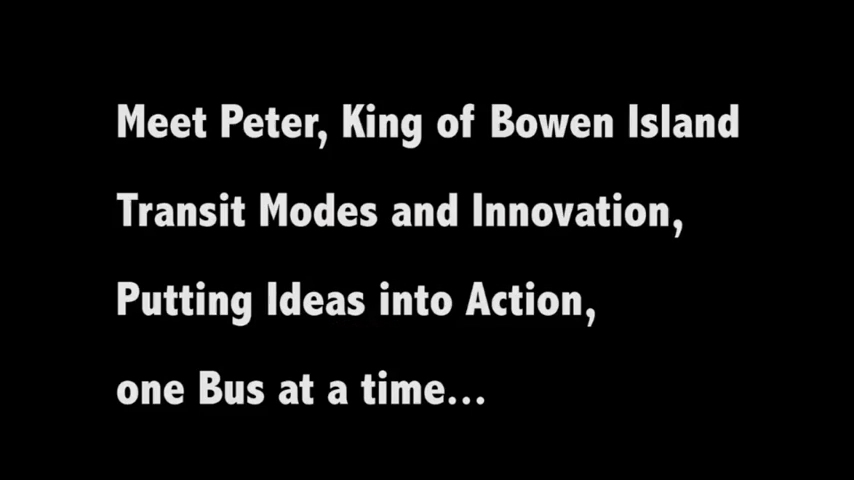 Meet Peter, King of Bowen Island
Transit Modes and Innovation,
Putting Ideas into Action,
one Bus at a time...